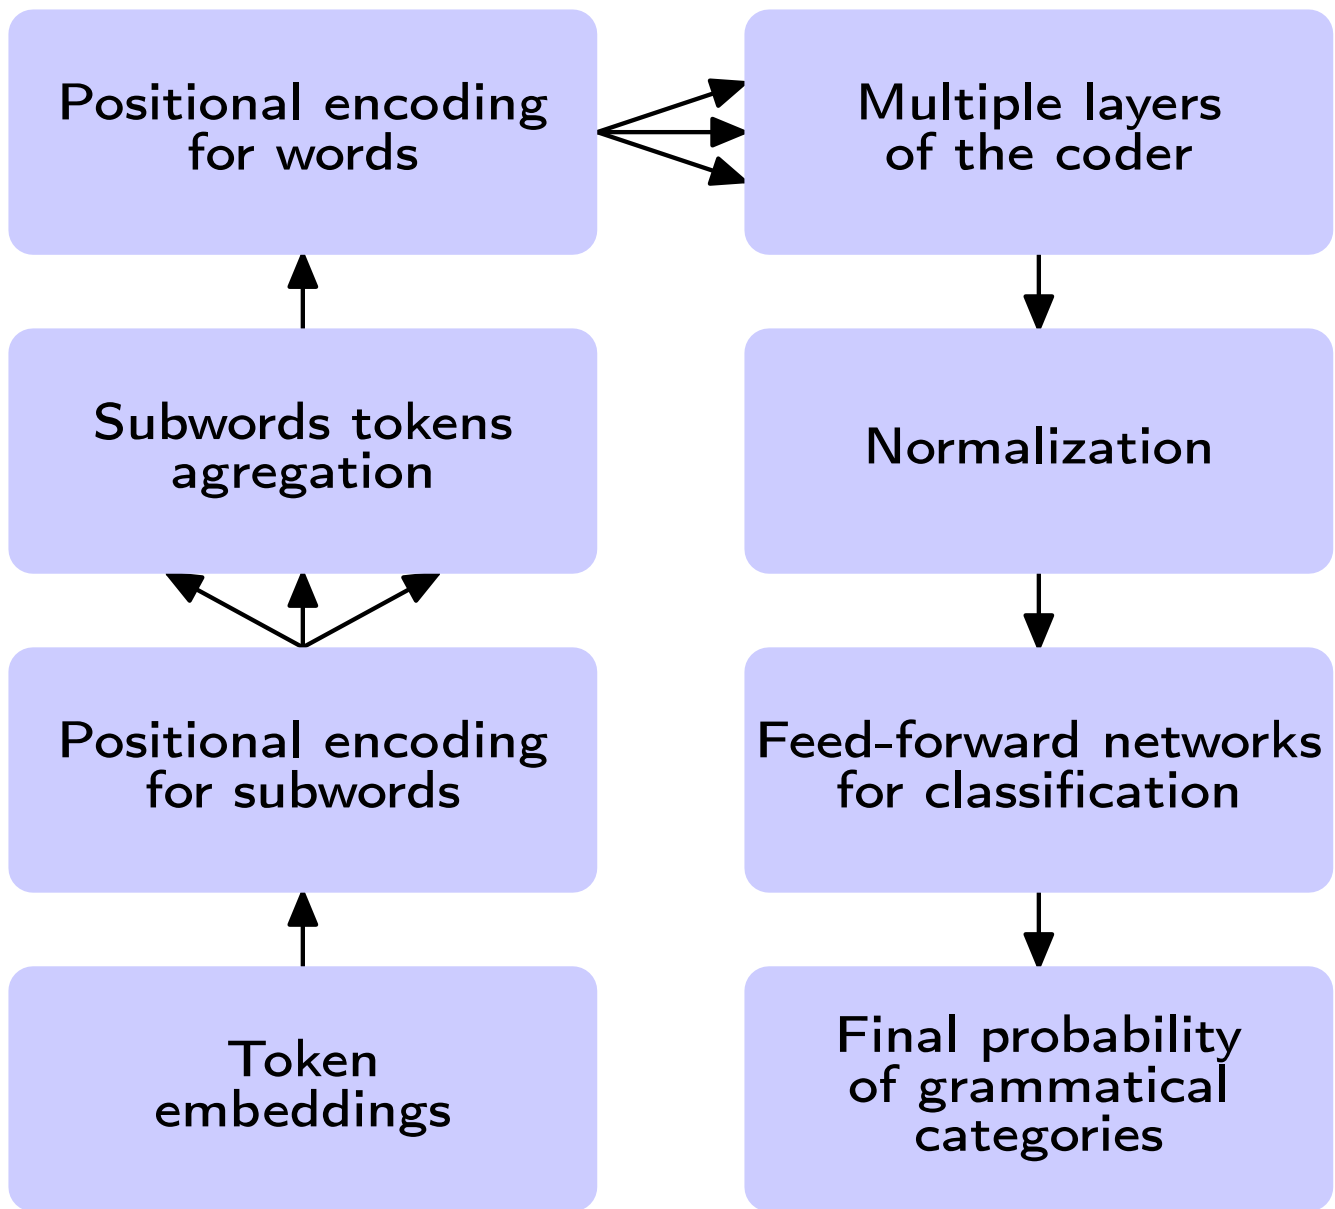 Positional encoding
for words
Multiple layers
of the coder
Subwords tokens
agregation
Normalization
Positional encoding
for subwords
Feed-forward networks
for classification
Token
embeddings
Final probability
of grammatical
categories